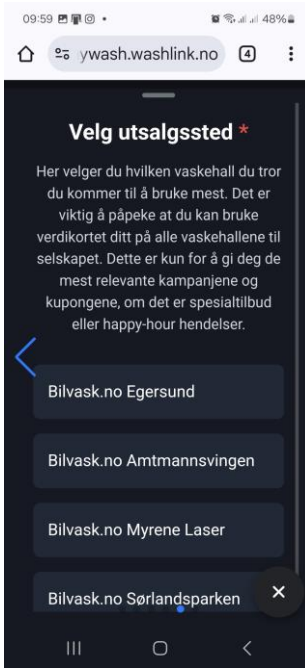 09:59
48%
ywash.washlink.no
4
Velg utsalgssted *
Her velger du hvilken vaskehall du tror
du kommer til å bruke mest. Det er
viktig å påpeke at du kan bruke
verdikortet ditt på alle vaskehallene til
selskapet. Dette er kun for å gi deg de
mest relevante kampanjene og
kupongene, om det er spesialtilbud
eller happy-hour hendelser.
Bilvask.no Egersund
Bilvask.no Amtmannsvingen
Bilvask.no Myrene Laser
Bilvask.no Sørlandsparken